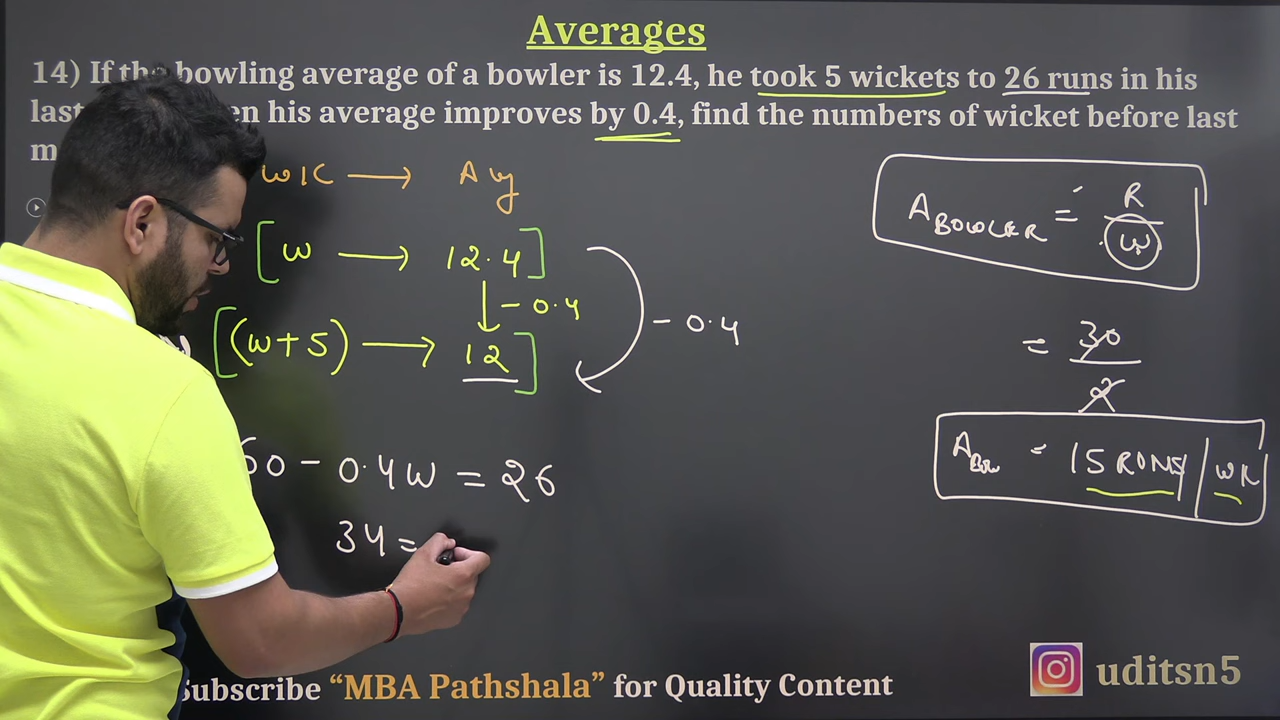 Averages
14) If the bowling average of a bowler is 12.4, he took 5 wickets to 26 runs in his
last en his average improves by 0.4, find the numbers of wicket before last
m
WIC → Avg
[w → 12.4]
↓ - 0.4
- 0.4
[(w+5) → 12]
60 - 0.4w = 26
34 =
A BOWLER = R/w
= 30/2
A Bow = 15 RUNS/WK
Subscribe “MBA Pathshala” for Quality Content
uditsn5